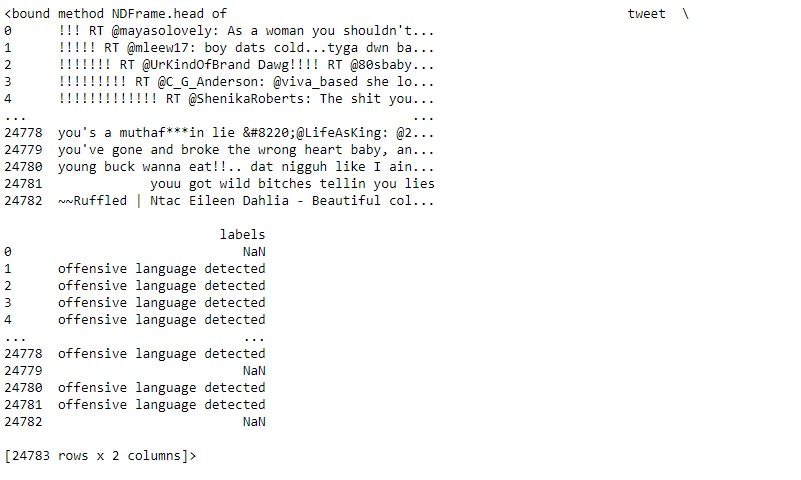 <bound method NDFrame.head of                                                    tweet  \
0      !!! RT @mayasolovely: As a woman you shouldn't...
1      !!!!! RT @mleew17: boy dats cold...tyga dwn ba...
2      !!!!!!! RT @UrKindOfBrand Dawg!!!! RT @80sbaby...
3      !!!!!!!!! RT @C_G_Anderson: @viva_based she lo...
4      !!!!!!!!!!!!! RT @ShenikaRoberts: The shit you...
...                                                  ...
24778  you's a muthaf***in lie &#8220;@LifeAsKing: @2...
24779  you've gone and broke the wrong heart baby, an...
24780  young buck wanna eat!!.. dat nigguh like I ain...
24781              youu got wild bitches tellin you lies
24782  ~~Ruffled | Ntac Eileen Dahlia - Beautiful col...
                            labels
0                              NaN
1      offensive language detected
2      offensive language detected
3      offensive language detected
4      offensive language detected
...                            ...
24778  offensive language detected
24779                          NaN
24780  offensive language detected
24781  offensive language detected
24782                          NaN
[24783 rows x 2 columns]>